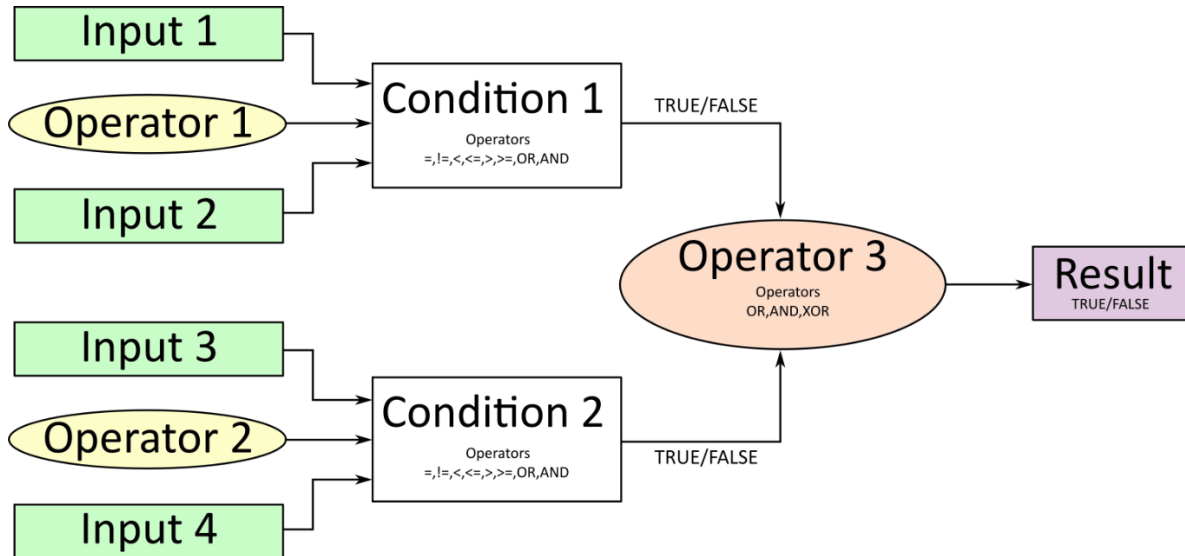 Input 1
Operator 1
Input 2
Condition 1
Operators
=,!=,<,<=,>,>=,OR,AND
TRUE/FALSE
Operator 3
Operators
OR,AND,XOR
Result
TRUE/FALSE
Input 3
Operator 2
Input 4
Condition 2
Operators
=,!=,<,<=,>,>=,OR,AND
TRUE/FALSE